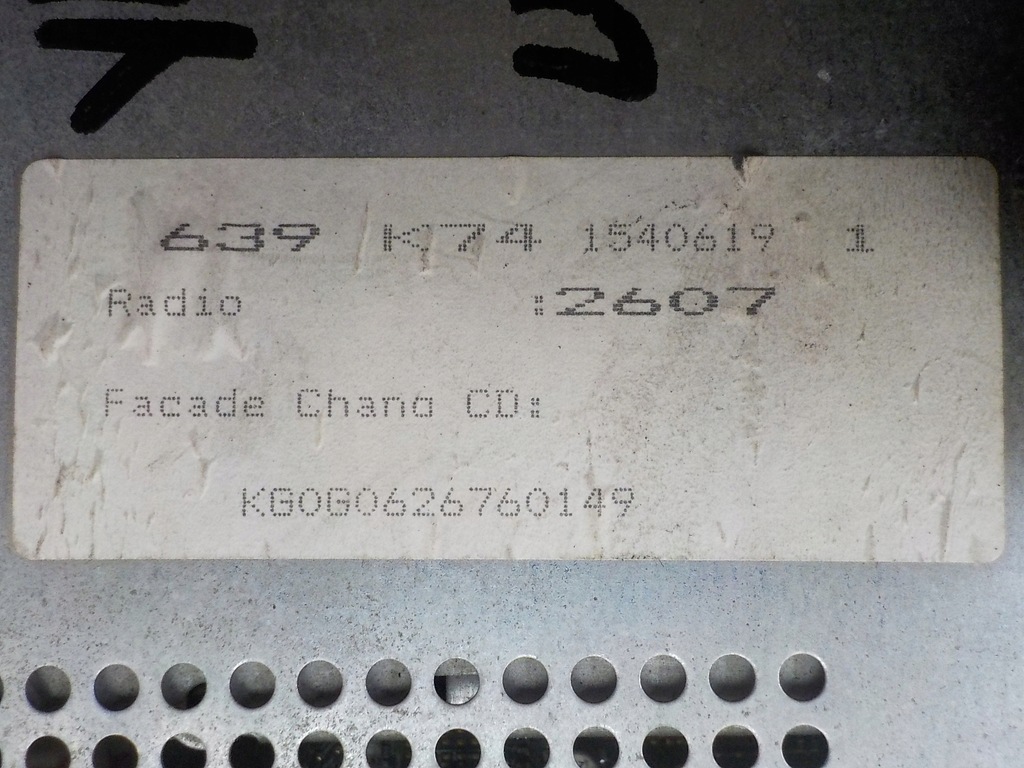 639 K74 1540619 1
Radio :2607
Facade Chang CD:
KG0G0626760149